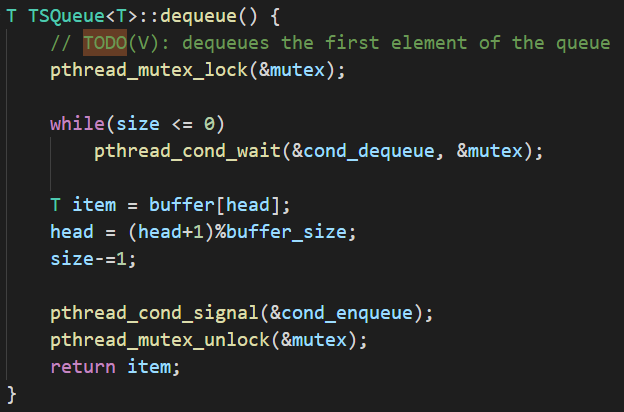 T TSQueue<T>::dequeue() {
// TODO(V): dequeues the first element of the queue
pthread_mutex_lock(&mutex);
while(size <= 0)
pthread_cond_wait(&cond_dequeue, &mutex);
T item = buffer[head];
head = (head+1)%buffer_size;
size-=1;
pthread_cond_signal(&cond_enqueue);
pthread_mutex_unlock(&mutex);
return item;
}